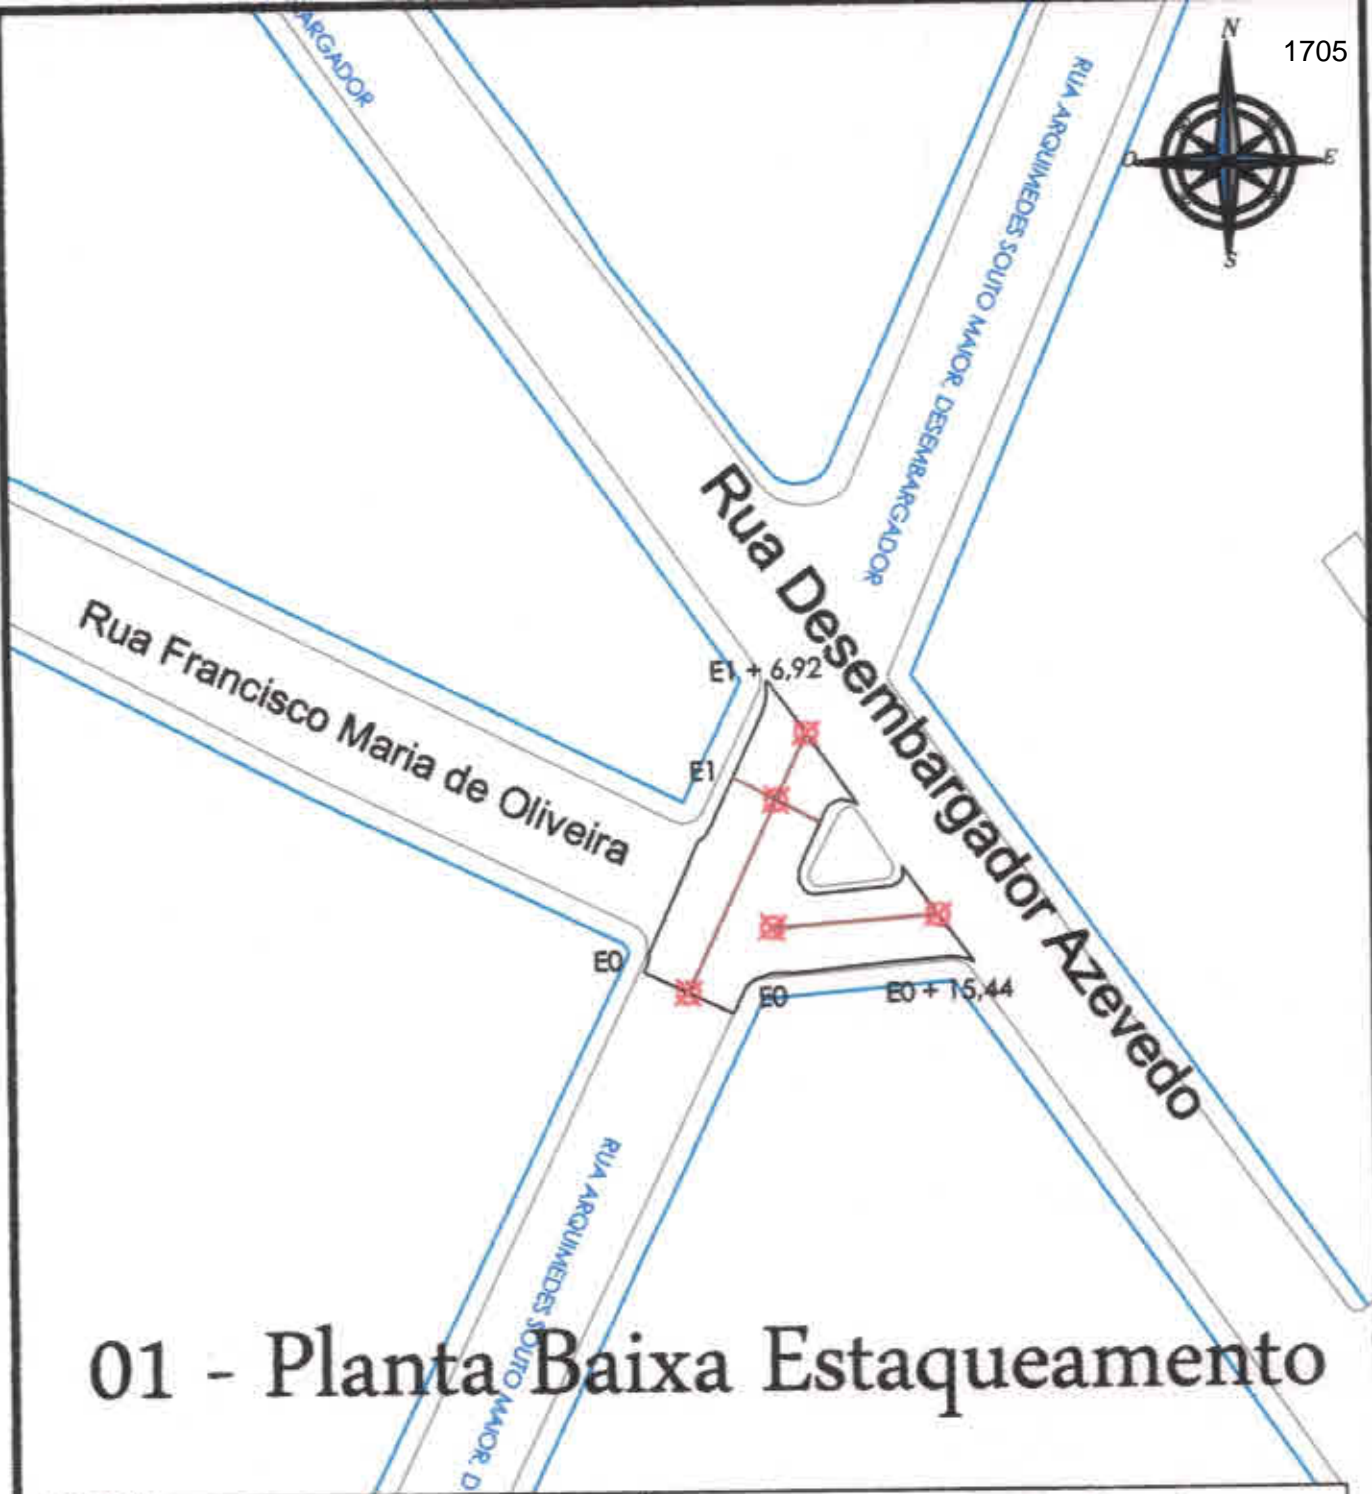 ARGADOR
RUA ARQUIMEDES SOUTO MAIOR, DESEMBARGADOR
N
1705
O
E
S
Rua Desembargador Azevedo
Rua Francisco Maria de Oliveira
E1 + 6,92
E1
E0
E0
E0 + 15,44
RUA ARQUIMEDES SOUTO MAIOR, D
01 - Planta Baixa Estaqueamento